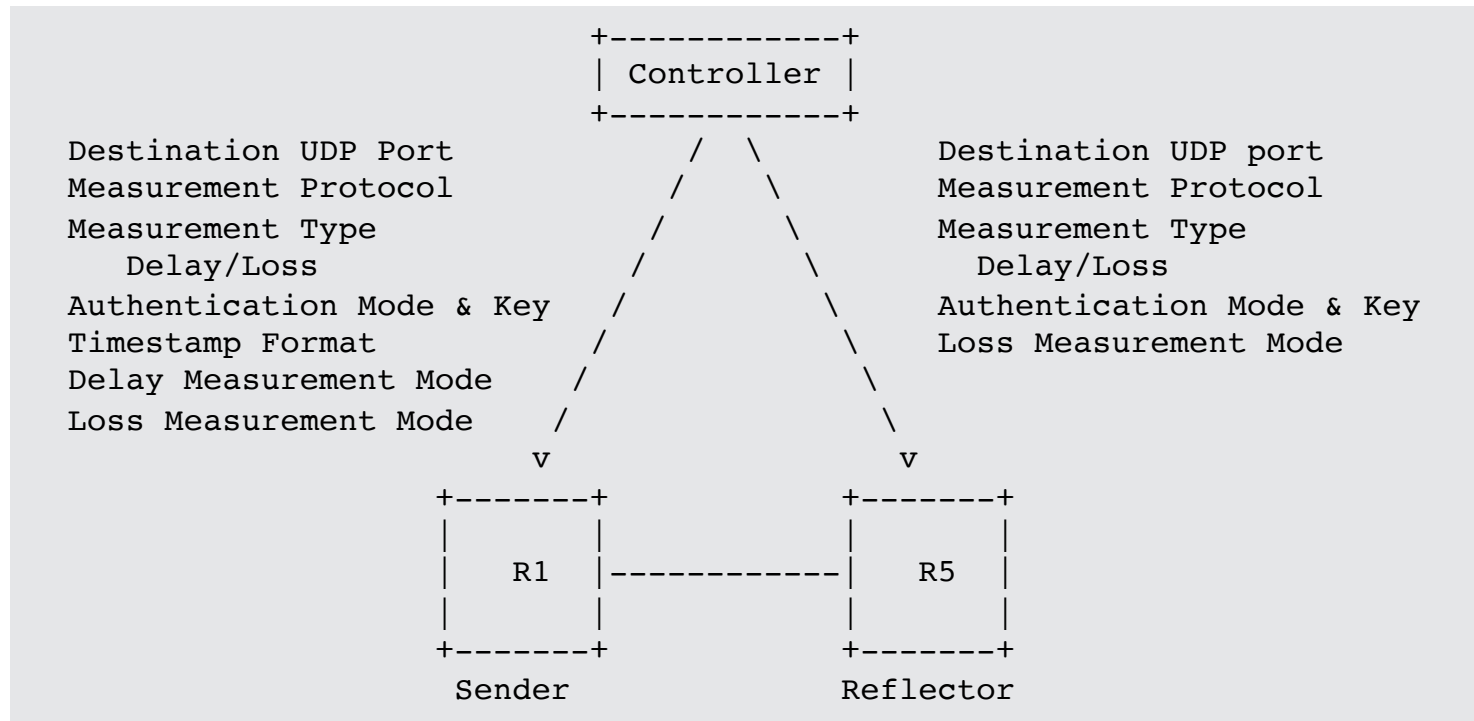 +------------+
| Controller |
+------------+
Destination UDP Port / \ Destination UDP port
Measurement Protocol / \ Measurement Protocol
Measurement Type / \ Measurement Type
Delay/Loss / \ Delay/Loss
Authentication Mode & Key / \ Authentication Mode & Key
Timestamp Format / \ Loss Measurement Mode
Delay Measurement Mode / \
Loss Measurement Mode / \
v v
+-------+ +-------+
| | | |
| R1 |------------| R5 |
| | | |
+-------+ +-------+
Sender Reflector